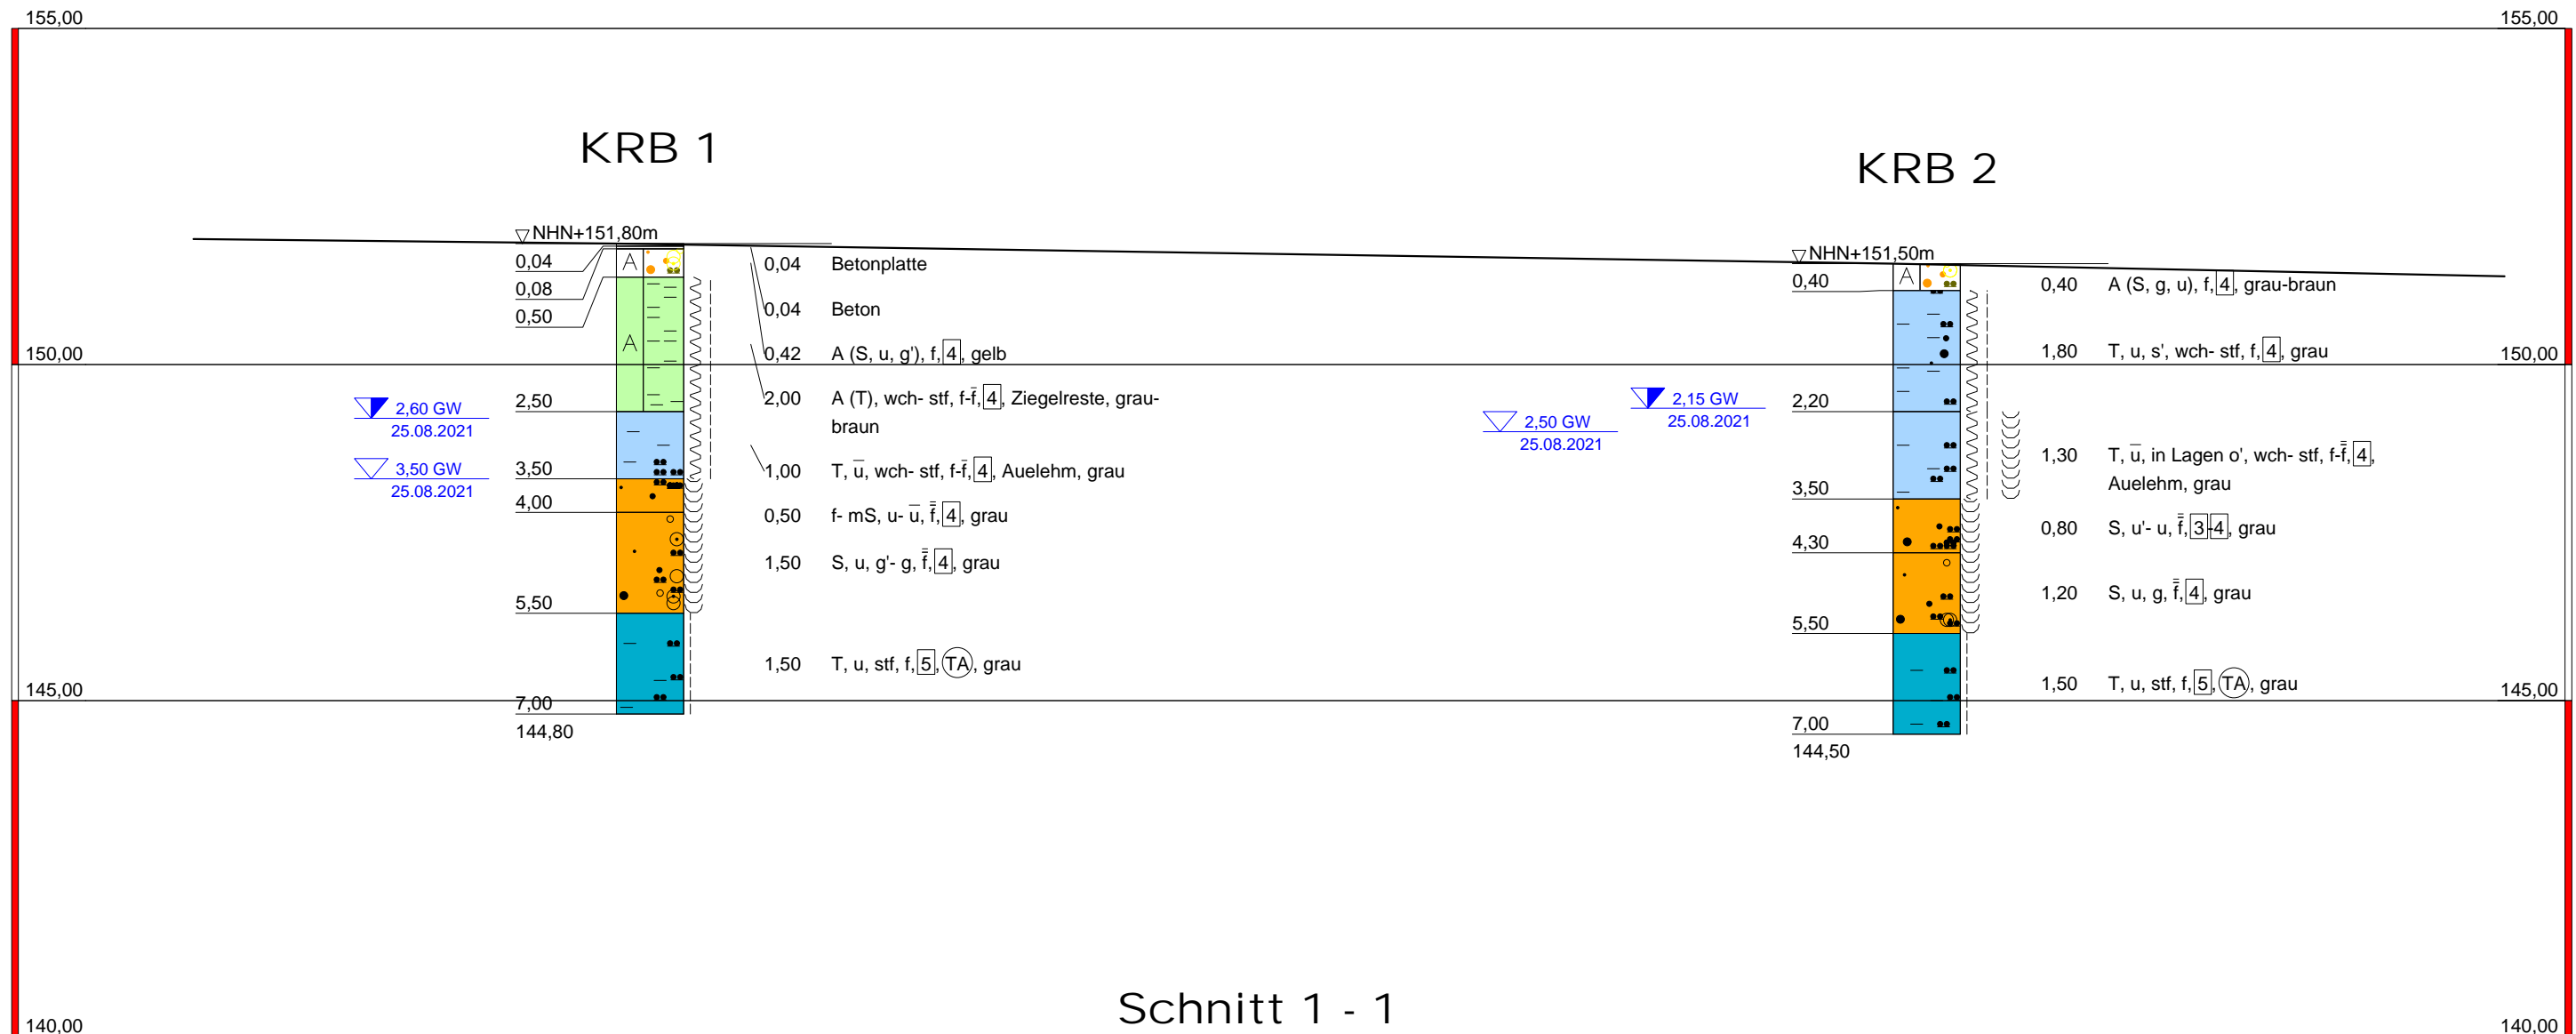 155,00
155,00
KRB 1
KRB 2
NHN+151,80m
0,04
0,08
0,50
2,50
3,50
4,00
5,50
7,00
144,80
A
A
0,04 Betonplatte
0,04 Beton
0,42 A (S, u, g'), f, 4, gelb
2,00 A (T), wch- stf, f-f̄, 4, Ziegelreste, grau-
braun
1,00 T, ū, wch- stf, f-f̄, 4, Auelehm, grau
0,50 f- mS, u- ū, f̿, 4, grau
1,50 S, u, g'- g, f̿, 4, grau
1,50 T, u, stf, f, 5, TA, grau
2,60 GW
25.08.2021
3,50 GW
25.08.2021
NHN+151,50m
0,40
2,20
3,50
4,30
5,50
7,00
144,50
A
0,40 A (S, g, u), f, 4, grau-braun
1,80 T, u, s', wch- stf, f, 4, grau
1,30 T, ū, in Lagen o', wch- stf, f-f̿, 4,
Auelehm, grau
0,80 S, u'- u, f̿, 3-4, grau
1,20 S, u, g, f̿, 4, grau
1,50 T, u, stf, f, 5, TA, grau
2,15 GW
25.08.2021
2,50 GW
25.08.2021
150,00
150,00
145,00
145,00
Schnitt 1 - 1
140,00
140,00